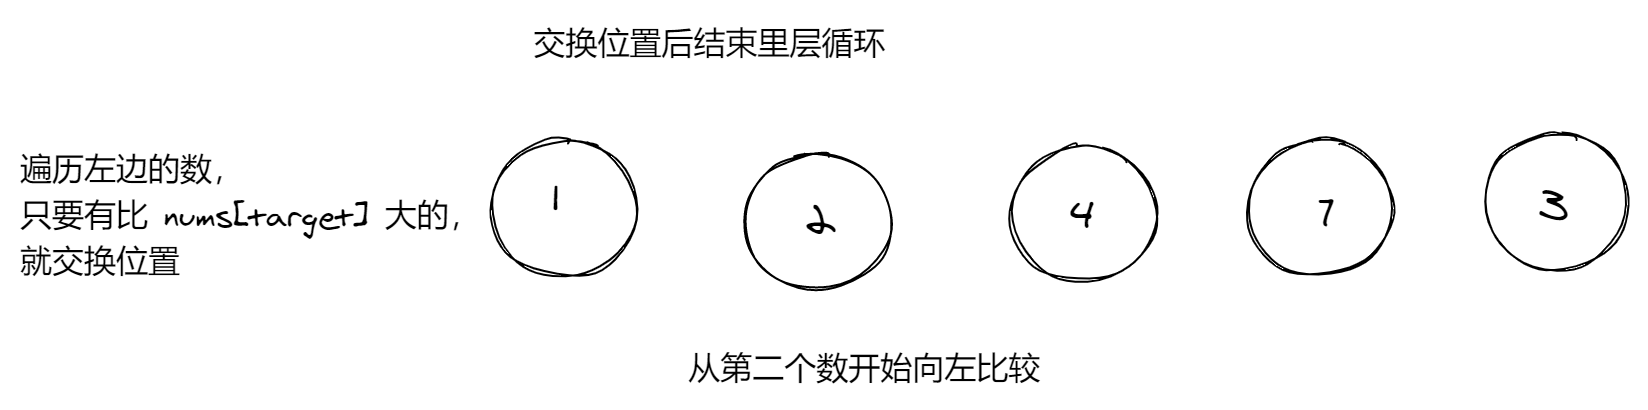 交换位置后结束里层循环
遍历左边的数,
只要有比 nums[target] 大的,
就交换位置
1 2 4 7 3
从第二个数开始向左比较